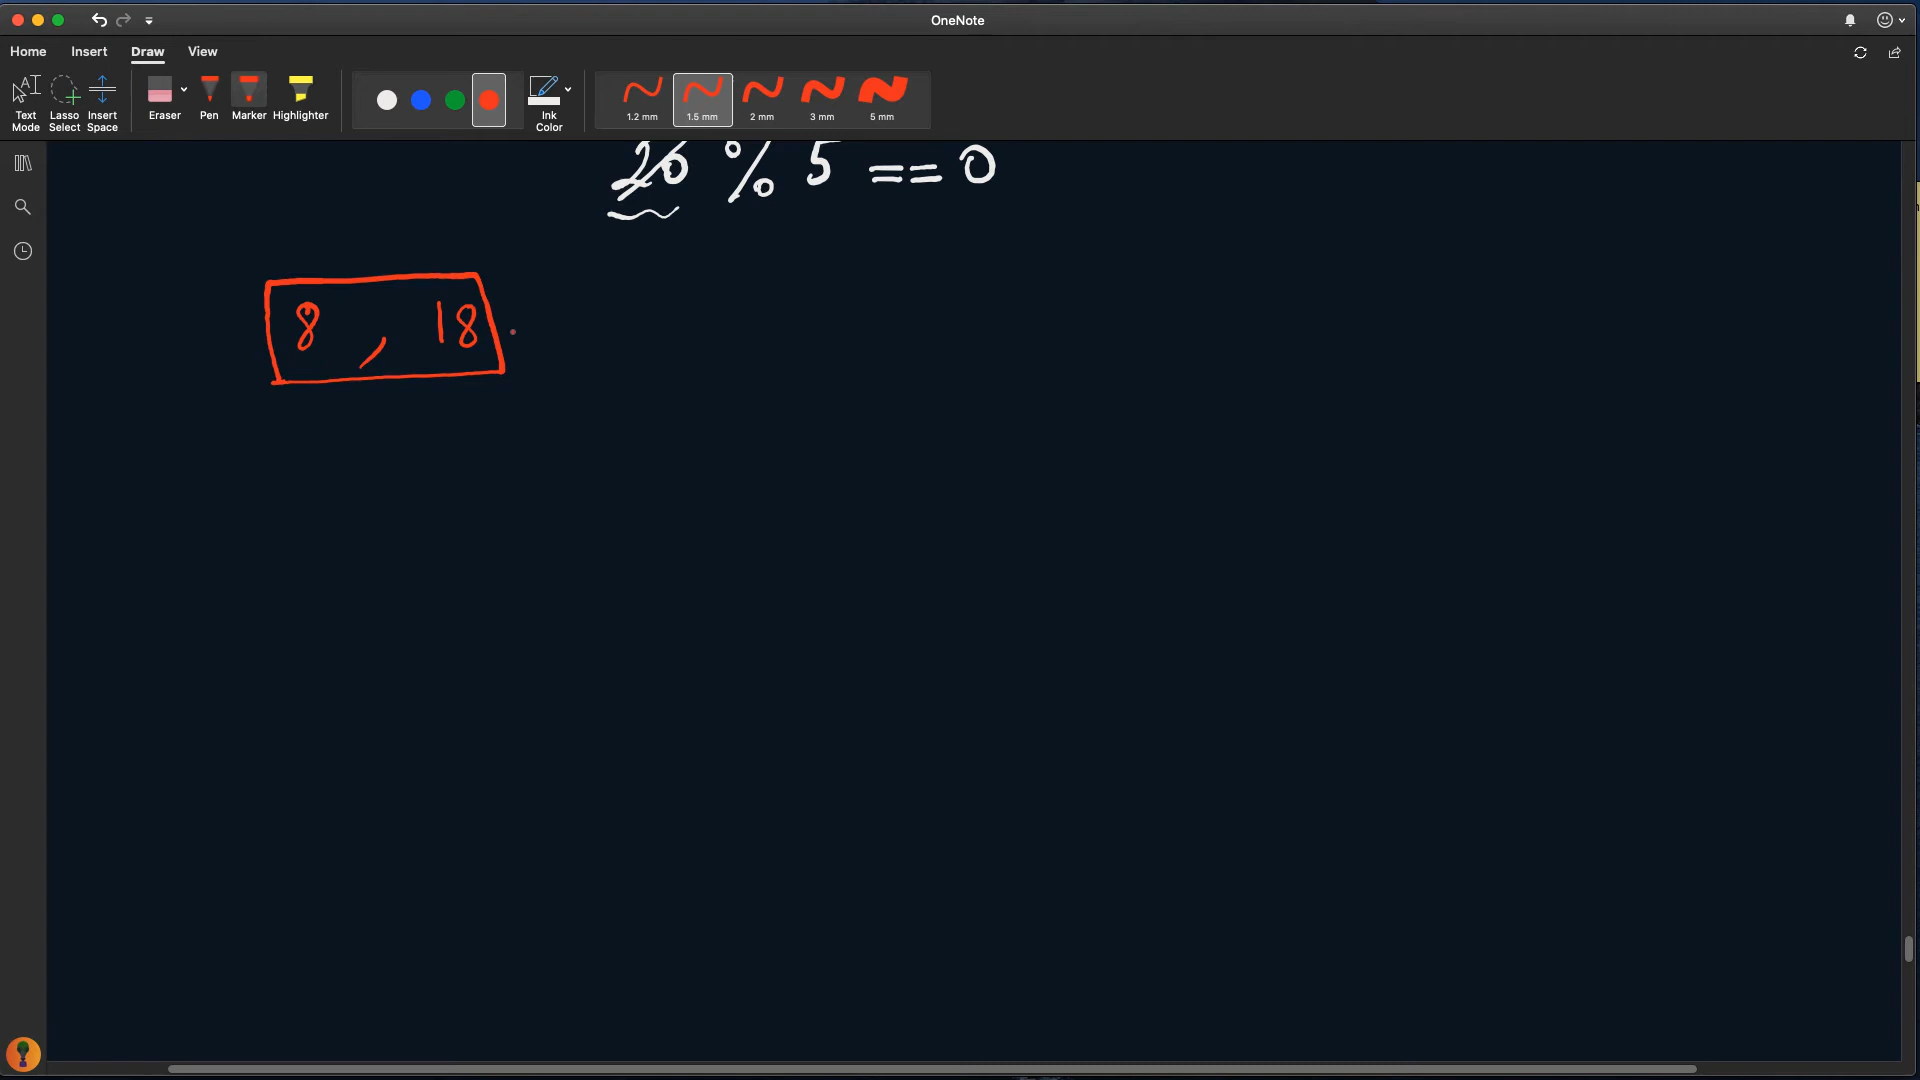 OneNote
Home Insert Draw View
Text Mode
Lasso Select
Insert Space
Eraser
Pen
Marker
Highlighter
Ink Color
1.2 mm
1.5 mm
2 mm
3 mm
5 mm
20 % 5 == 0
8 , 18